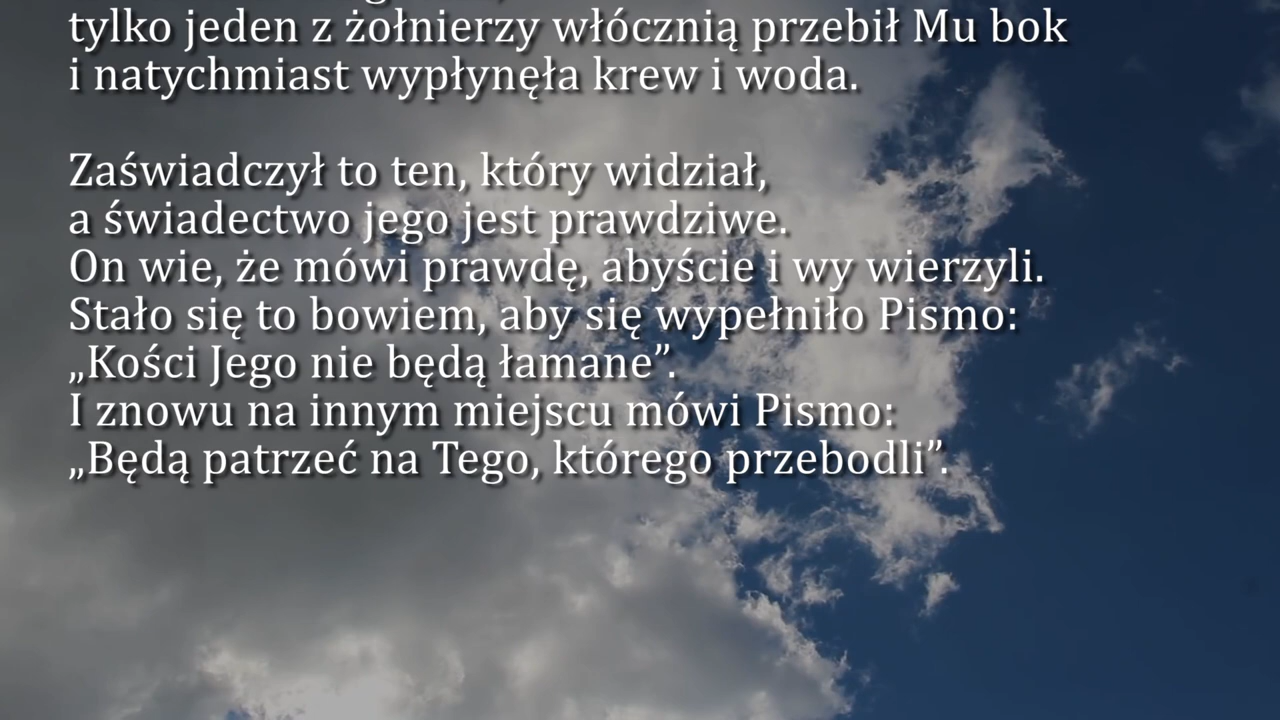 tylko jeden z żołnierzy włócznią przebił Mu bok
i natychmiast wypłynęła krew i woda.
Zaświadczył to ten, który widział,
a świadectwo jego jest prawdziwe.
On wie, że mówi prawdę, abyście i wy wierzyli.
Stało się to bowiem, aby się wypełniło Pismo:
„Kości Jego nie będą łamane”.
I znowu na innym miejscu mówi Pismo:
„Będą patrzeć na Tego, którego przebodli”.